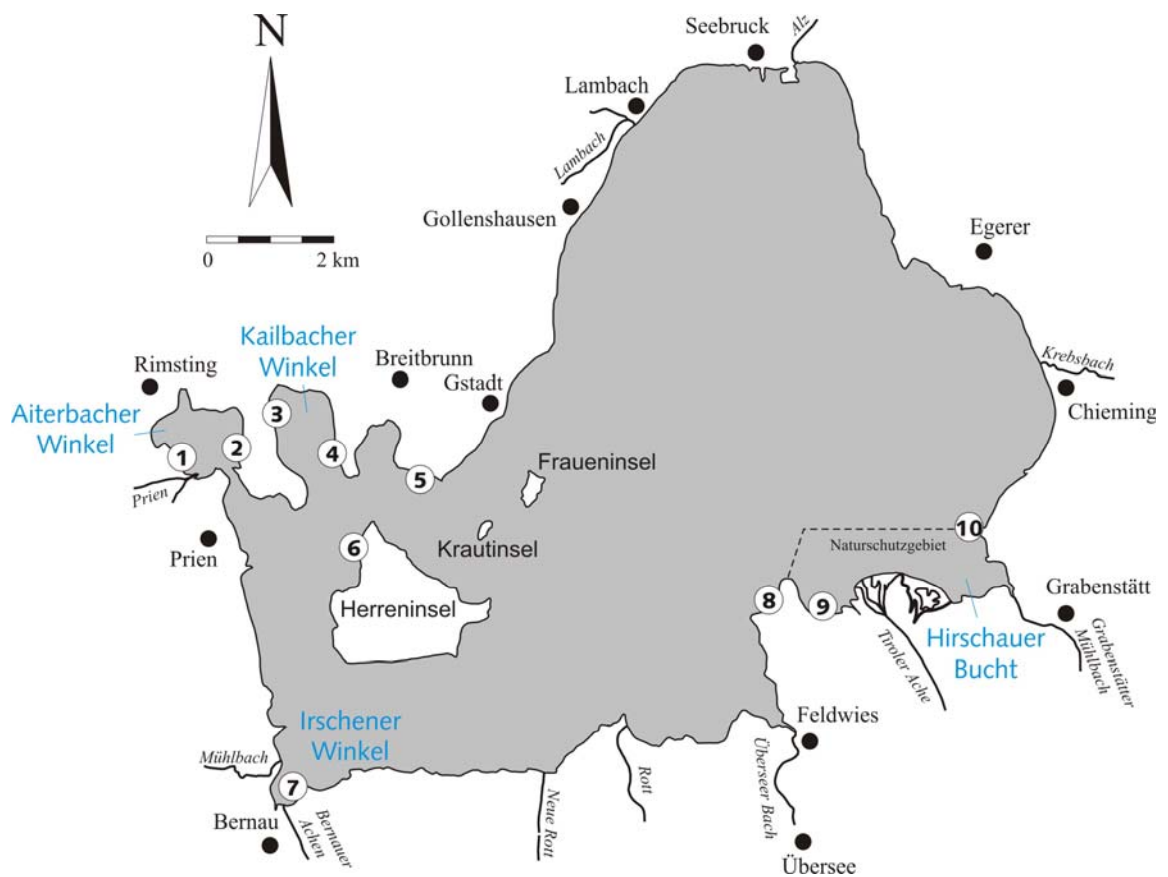 N
0
2 km
Seebruck
Alz
Lambach
Lambach
Gollenshausen
Egerer
Kailbacher
Winkel
Breitbrunn
Rimsting
Gstadt
Krebsbach
Chieming
Aiterbacher
Winkel
3
1
2
4
5
Fraueninsel
Prien
Prien
6
Krautinsel
10
Naturschutzgebiet
Herreninsel
8
9
Grabenstätt
Tiroler Ache
Hirschauer
Bucht
Grabenstätter
Mühlbach
Irschener
Winkel
Feldwies
Mühlbach
7
Bernau
Bernauer
Achen
Neue Rott
Rott
Überseer Bach
Übersee